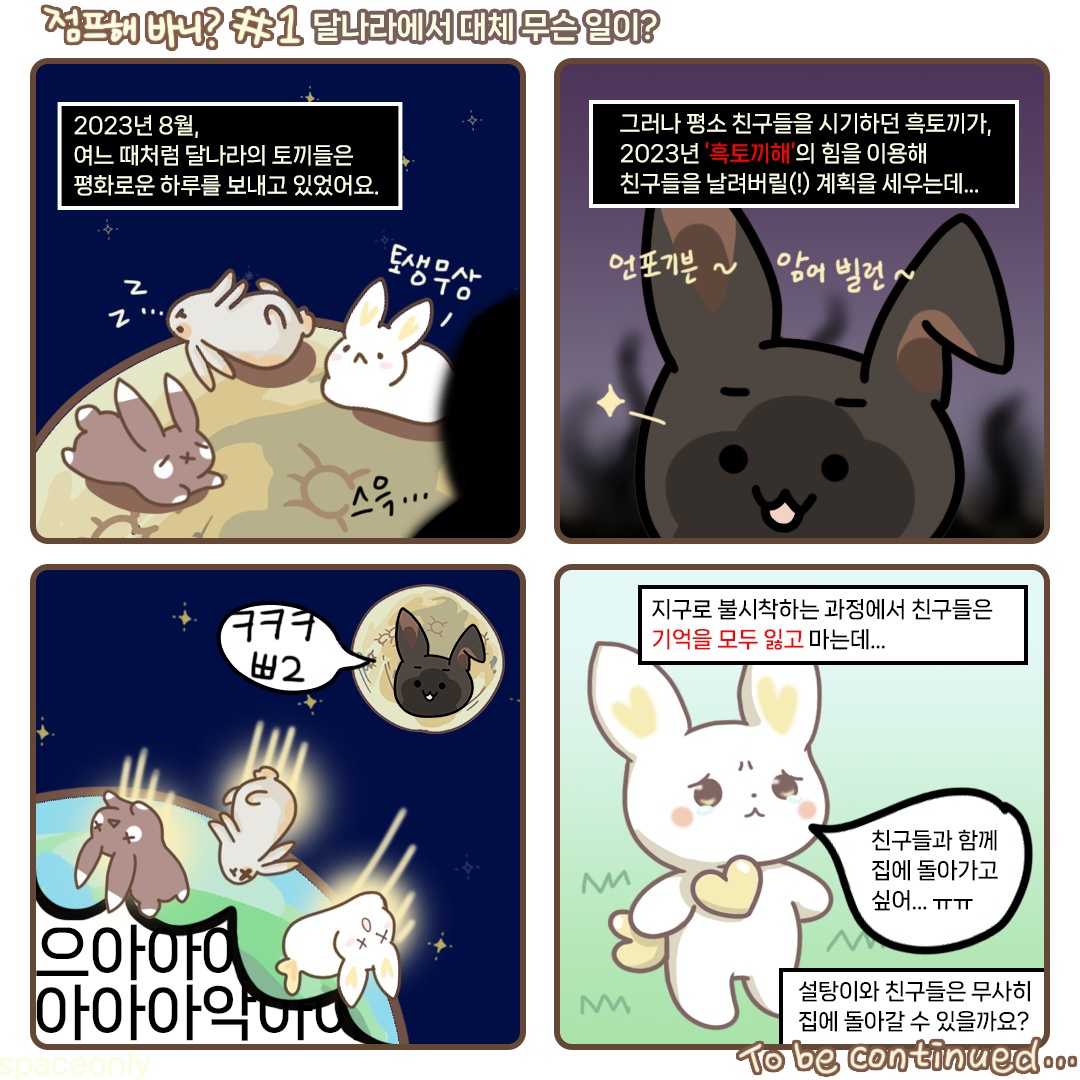 점프해 바니? #1 달나라에서 대체 무슨 일이?
2023년 8월,
여느 때처럼 달나라의 토끼들은
평화로운 하루를 보내고 있었어요.
z
z...
토생무상
스윽...
그러나 평소 친구들을 시기하던 흑토끼가,
2023년 '흑토끼해'의 힘을 이용해
친구들을 날려버릴(!) 계획을 세우는데...
언포기븐~
암어 빌런~
ㅋㅋㅋ
ㅃ2
으아아아
아아아악아아
지구로 불시착하는 과정에서 친구들은
기억을 모두 잃고 마는데...
친구들과 함께
집에 돌아가고
싶어... ㅠㅠ
설탕이와 친구들은 무사히
집에 돌아갈 수 있을까요?
To be continued...
spaceonly